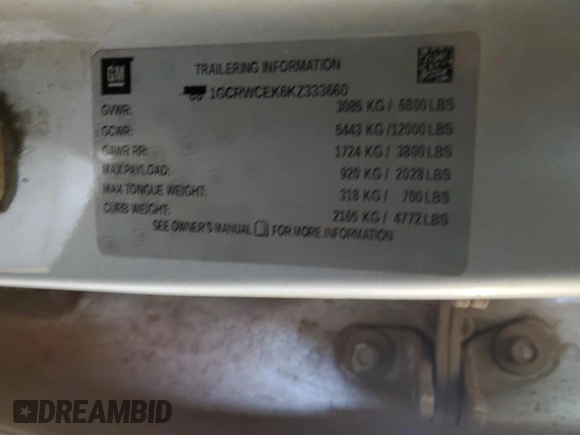 GM
TRAILERING INFORMATION
1GCRWCEK6KZ333660
GVWR: 3085 KG / 6800 LBS
GCWR: 5443 KG /12000 LBS
GAWR RR: 1724 KG / 3800 LBS
MAX PAYLOAD: 920 KG / 2028 LBS
MAX TONGUE WEIGHT: 318 KG / 700 LBS
CURB WEIGHT: 2165 KG / 4772 LBS
SEE OWNER'S MANUAL FOR MORE INFORMATION
DREAMBID